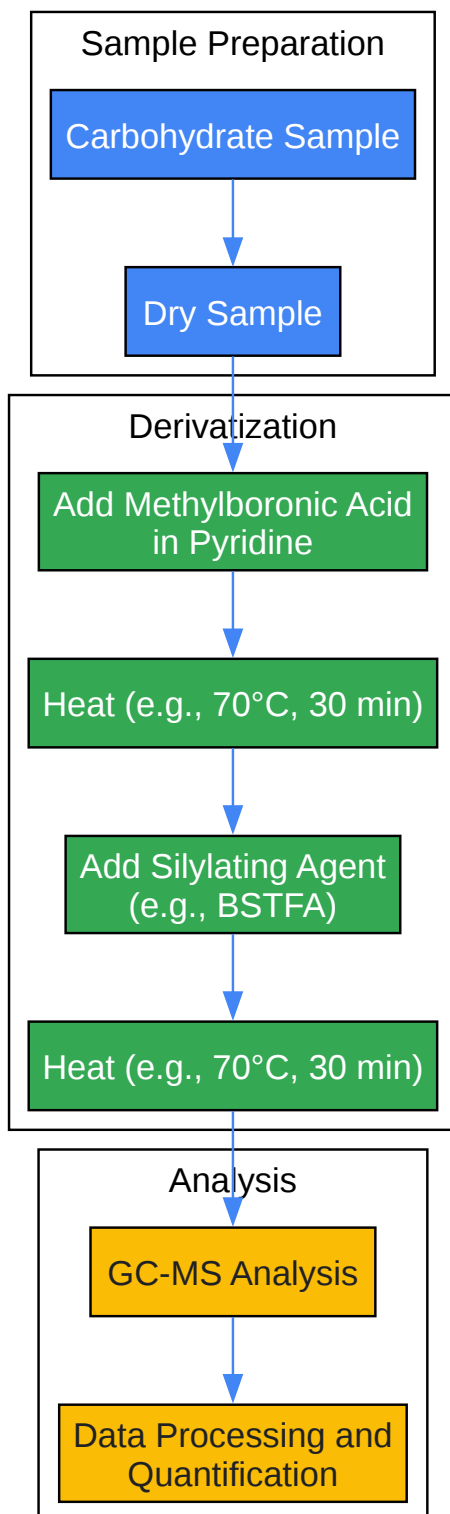 Sample Preparation
Carbohydrate Sample
Dry Sample
Derivatization
Add Methylboronic Acid
in Pyridine
Heat (e.g., 70°C, 30 min)
Add Silylating Agent
(e.g., BSTFA)
Heat (e.g., 70°C, 30 min)
Analysis
GC-MS Analysis
Data Processing and
Quantification